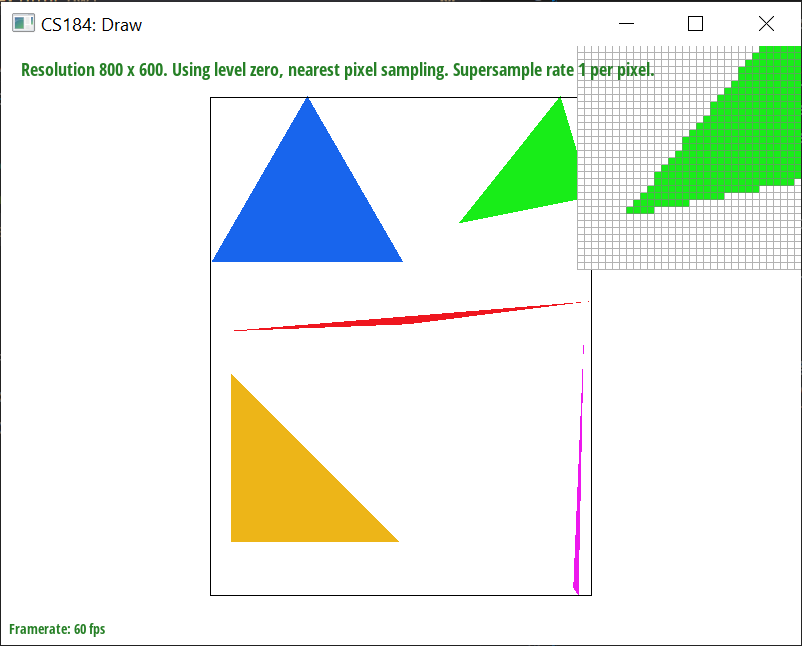 CS184: Draw
Resolution 800 x 600. Using level zero, nearest pixel sampling. Supersample rate 1 per pixel.
Framerate: 60 fps